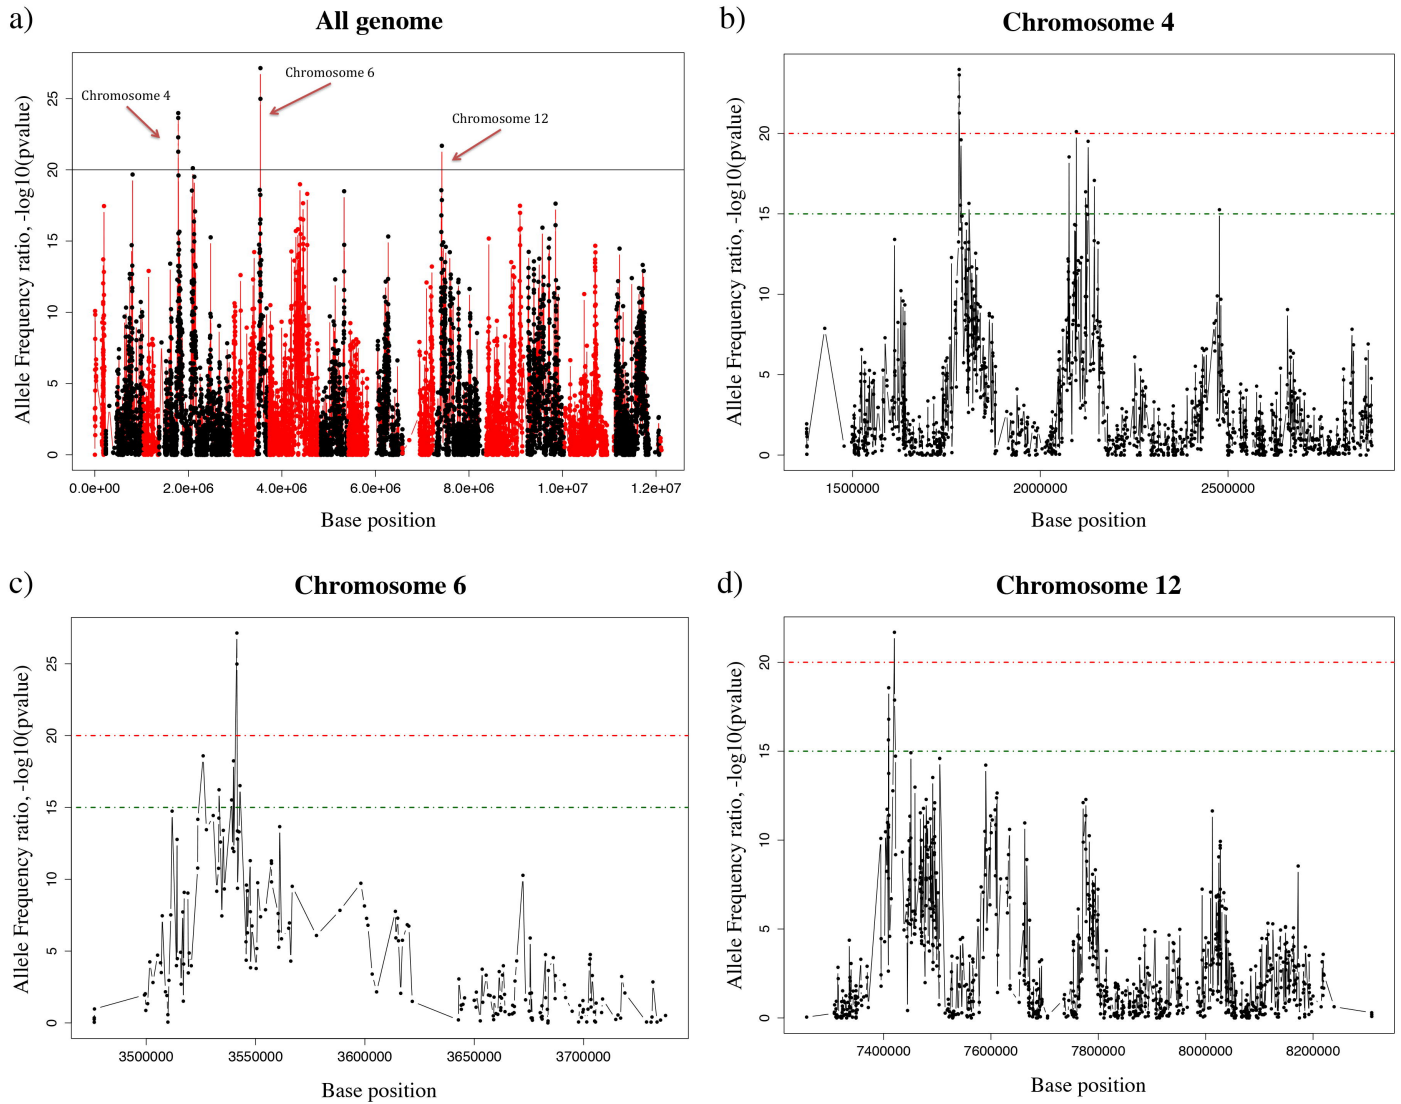 a)
All genome
Allele Frequency ratio, -log10(pvalue)
25
20
15
10
5
0
Chromosome 4
Chromosome 6
Chromosome 12
0.0e+00 2.0e+06 4.0e+06 6.0e+06 8.0e+06 1.0e+07 1.2e+07
Base position
b)
Chromosome 4
Allele Frequency ratio, -log10(pvalue)
20
15
10
5
0
1500000 2000000 2500000
Base position
c)
Chromosome 6
Allele Frequency ratio, -log10(pvalue)
25
20
15
10
5
0
3500000 3550000 3600000 3650000 3700000
Base position
d)
Chromosome 12
Allele Frequency ratio, -log10(pvalue)
20
15
10
5
0
7400000 7600000 7800000 8000000 8200000
Base position